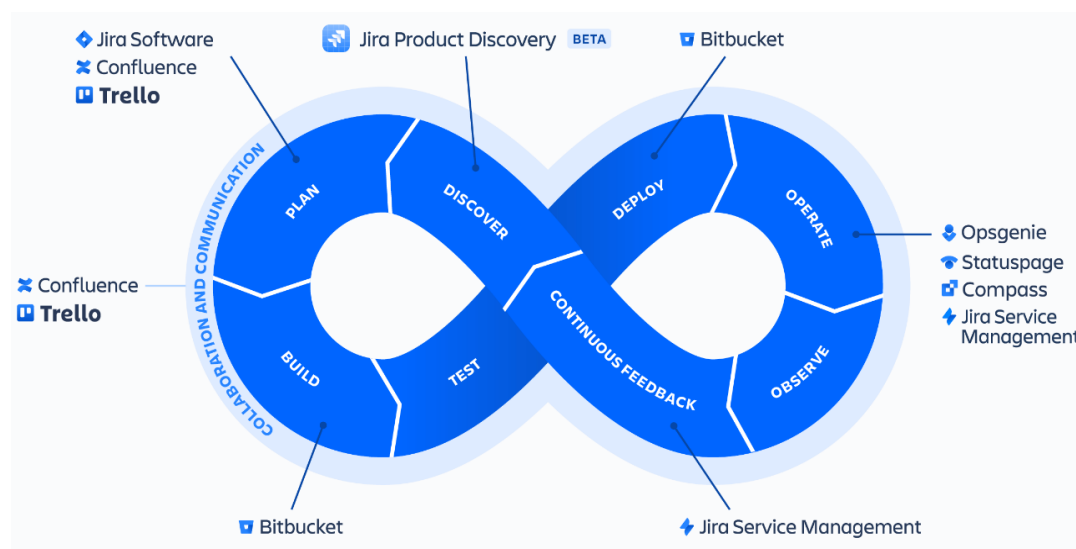 Jira Software
Confluence
Trello
Jira Product Discovery BETA
Bitbucket
COLLABORATION AND COMMUNICATION
PLAN
DISCOVER
DEPLOY
OPERATE
Confluence
Trello
Opsgenie
Statuspage
Compass
Jira Service
Management
BUILD
TEST
CONTINUOUS FEEDBACK
OBSERVE
Bitbucket
Jira Service Management